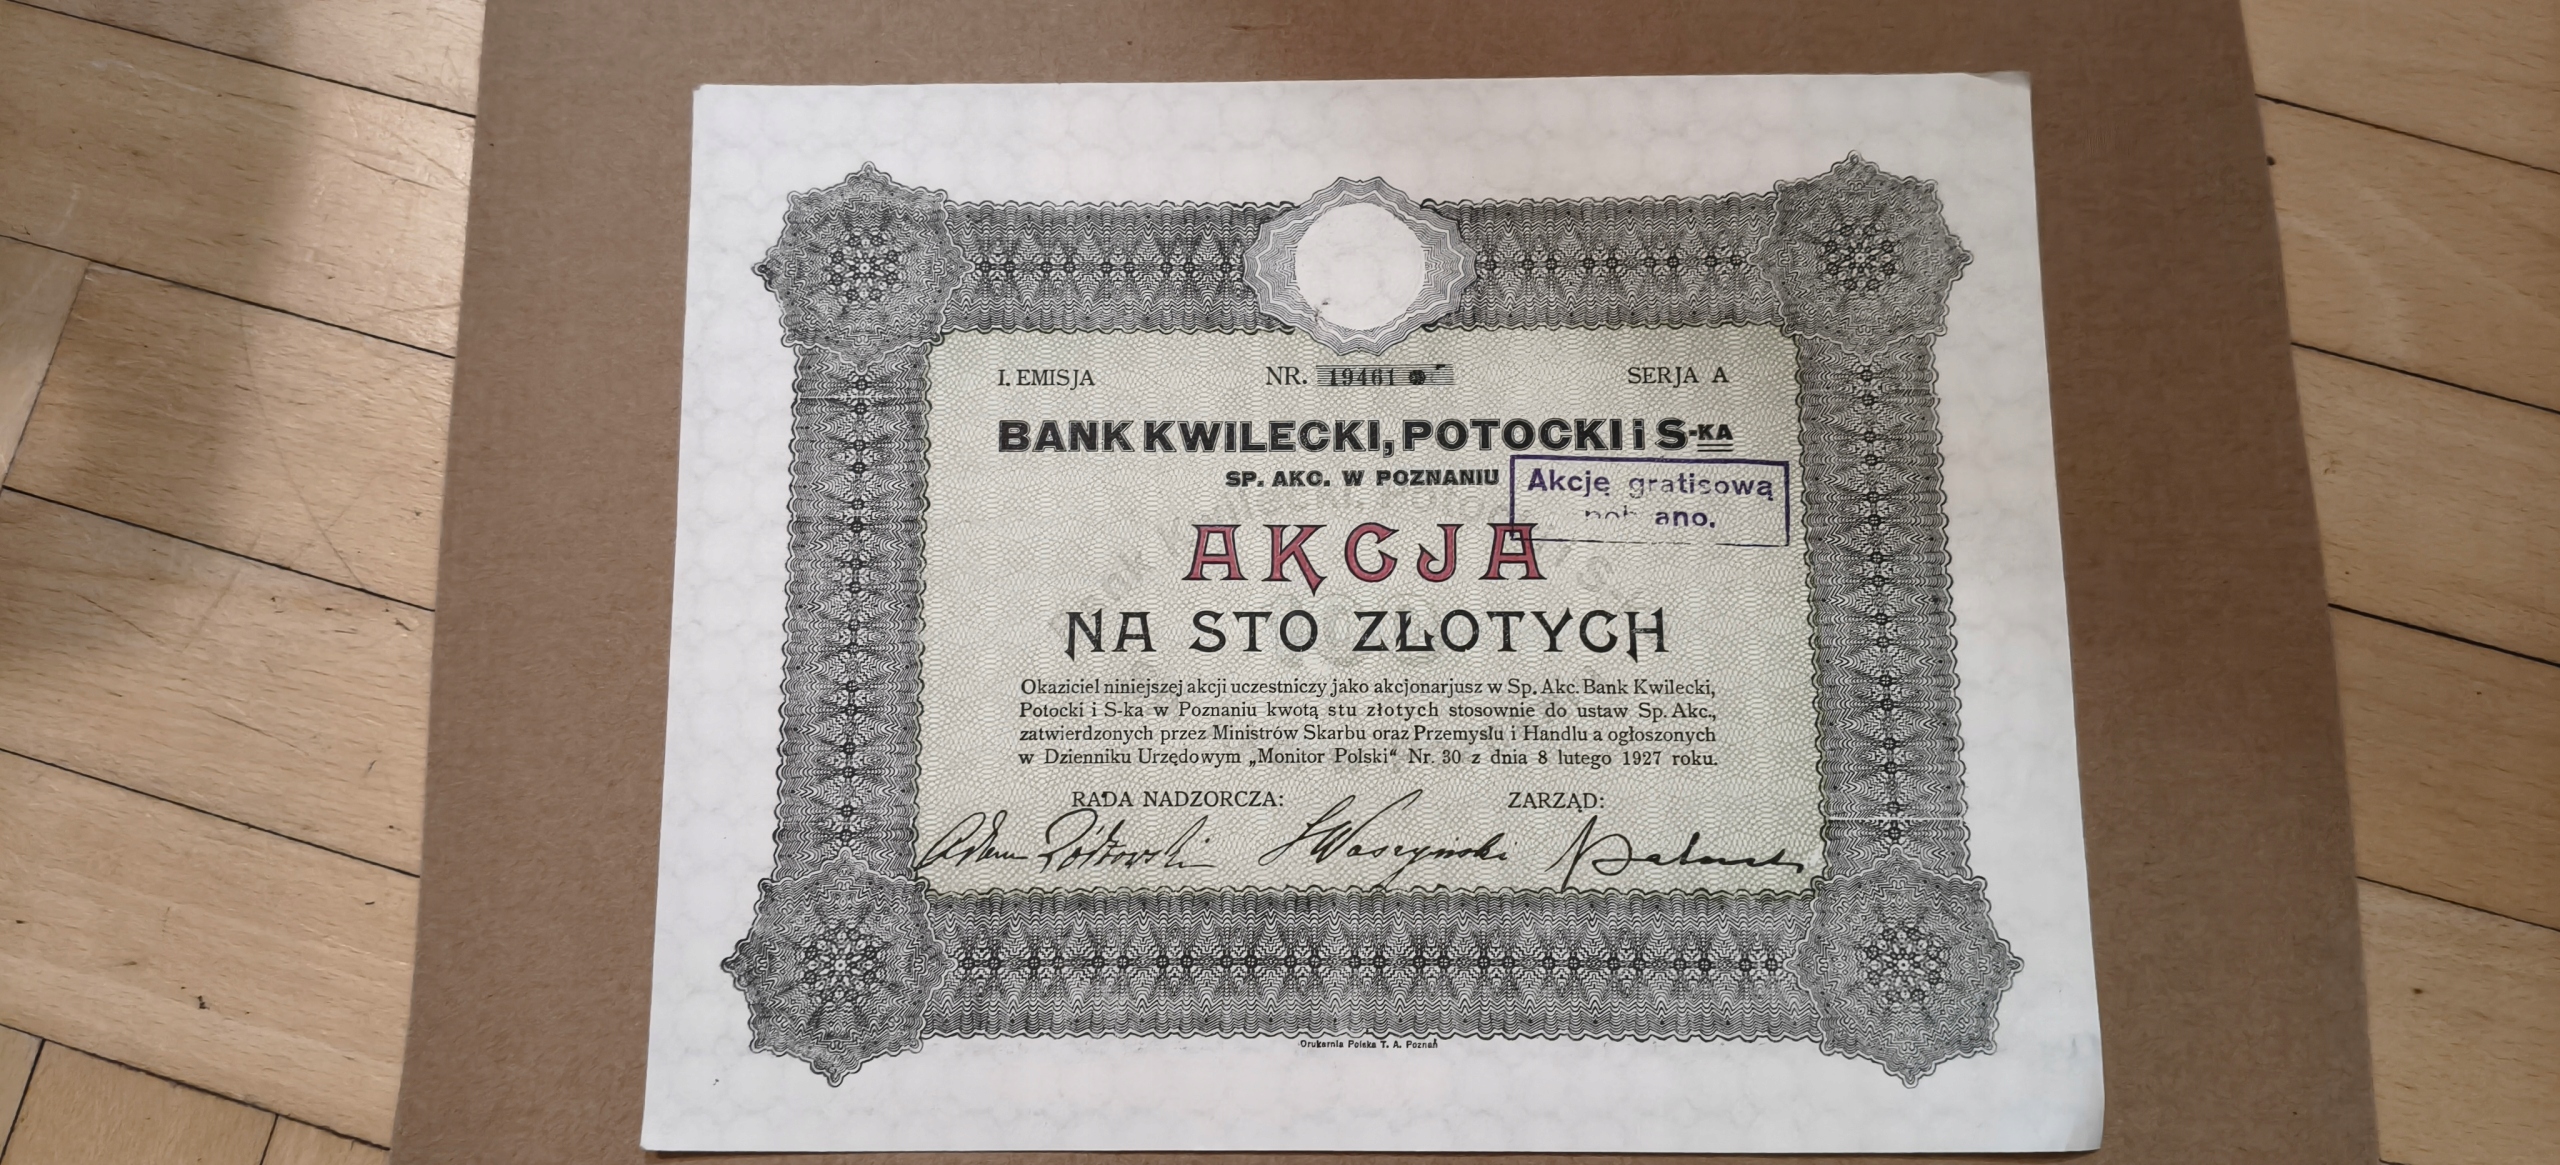 I. EMISJA NR. 19461 SERJA A
BANK KWILECKI, POTOCKI i S-KA
SP. AKC. W POZNANIU
Akcję gratisową
ano.
AKCJA
NA STO ZŁOTYCH
Okaziciel niniejszej akcji uczestniczy jako akcjonarjusz w Sp. Akc. Bank Kwilecki,
Potocki i S-ka w Poznaniu kwotą stu złotych stosownie do ustaw Sp. Akc.,
zatwierdzonych przez Ministrów Skarbu oraz Przemysłu i Handlu a ogłoszonych
w Dzienniku Urzędowym „Monitor Polski“ Nr. 30 z dnia 8 lutego 1927 roku.
RADA NADZORCZA: ZARZĄD:
Adam Żółtowski
Drukarnia Polska T. A. Poznań